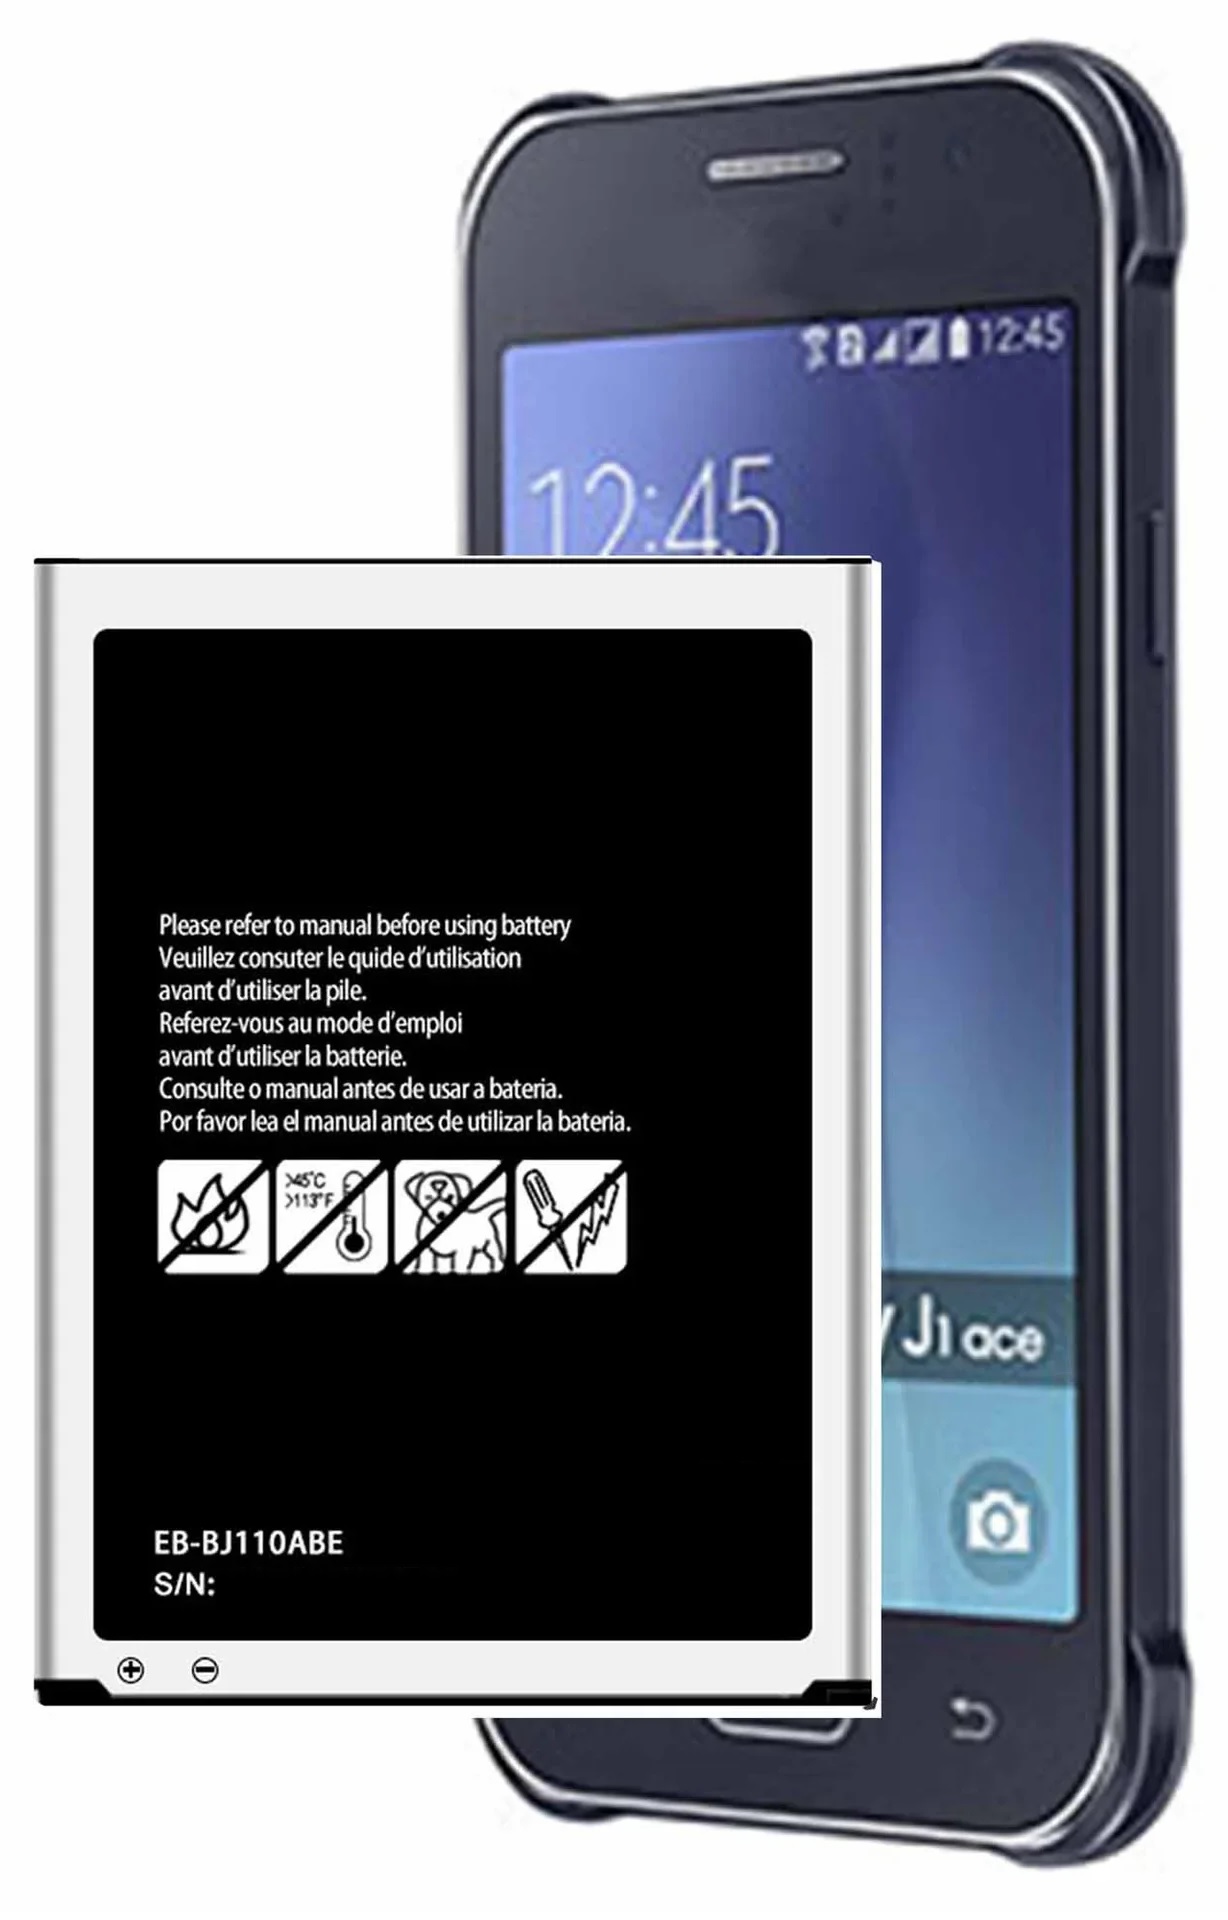 12:45
12:45
Please refer to manual before using battery
Veuillez consuter le quide d'utilisation
avant d'utiliser la pile.
Referez-vous au mode d'emploi
avant d'utiliser la batterie.
Consulte o manual antes de usar a bateria.
Por favor lea el manual antes de utilizar la bateria.
>45°C
>113°F
J1 ace
EB-BJ110ABE
S/N: